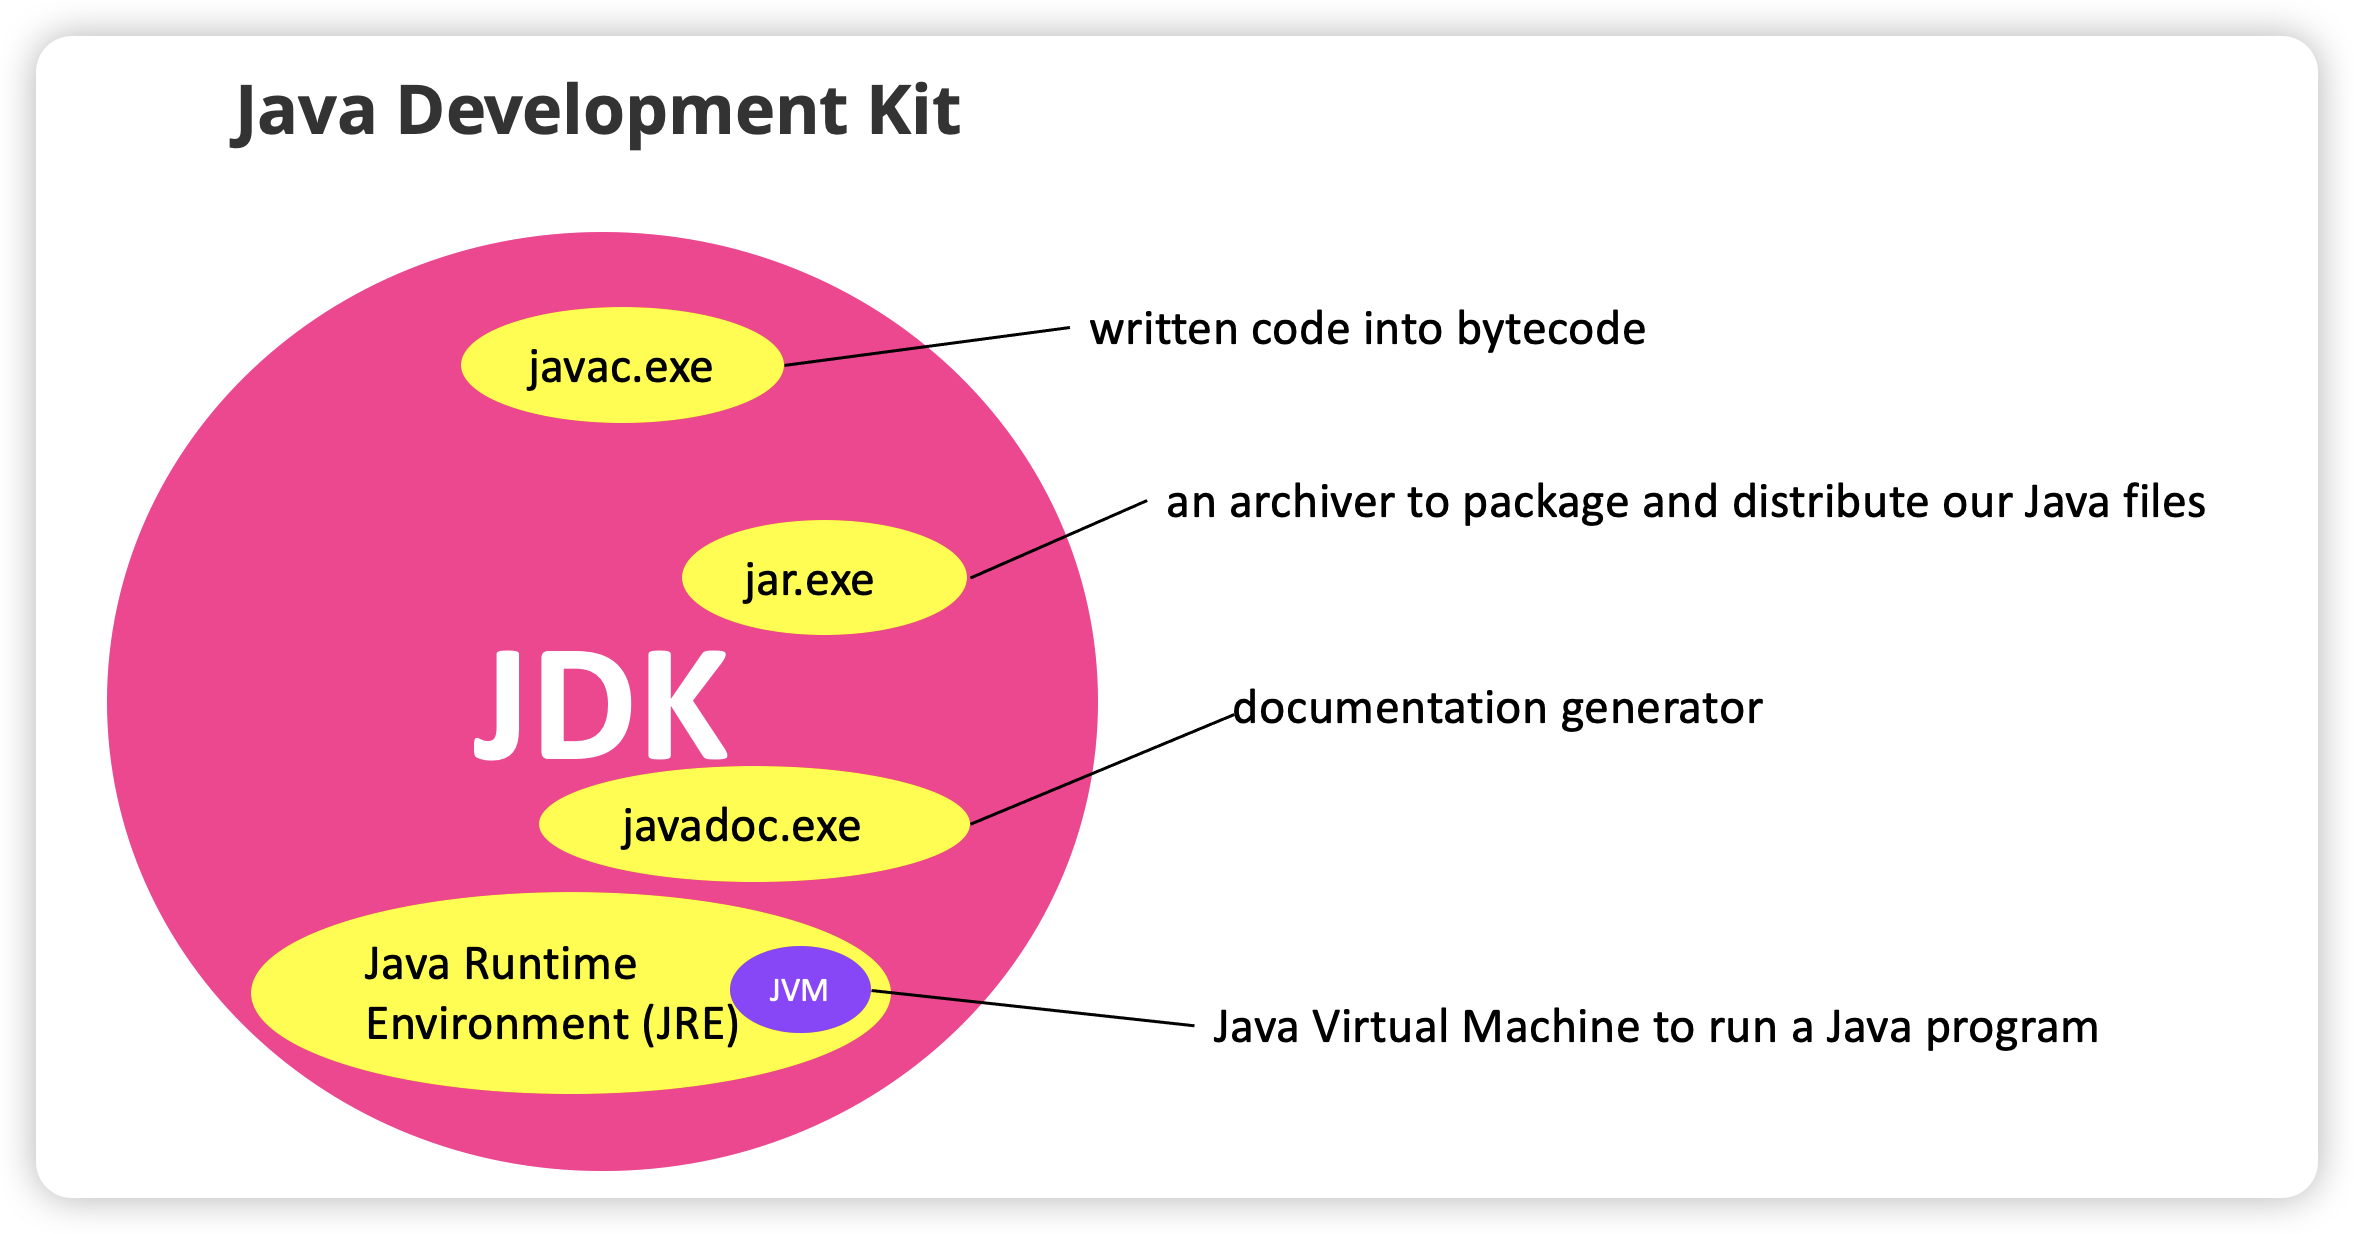 Java Development Kit
javac.exe
written code into bytecode
jar.exe
an archiver to package and distribute our Java files
JDK
documentation generator
javadoc.exe
Java Runtime
Environment (JRE)
JVM
Java Virtual Machine to run a Java program